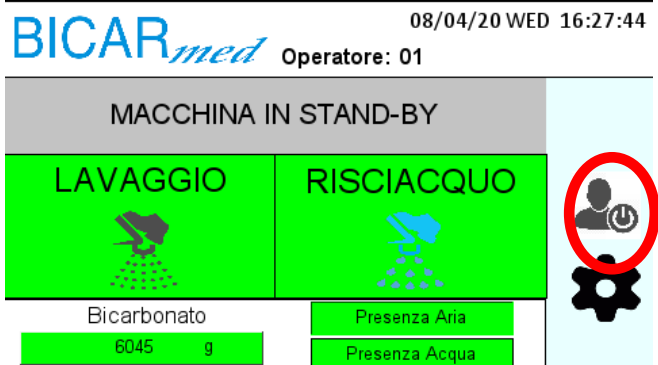 BICARmed
08/04/20 WED 16:27:44
Operatore: 01
MACCHINA IN STAND-BY
LAVAGGIO
RISCIACQUO
Bicarbonato
6045 g
Presenza Aria
Presenza Acqua